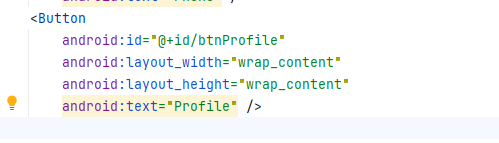 <Button
android:id="@+id/btnProfile"
android:layout_width="wrap_content"
android:layout_height="wrap_content"
android:text="Profile" />